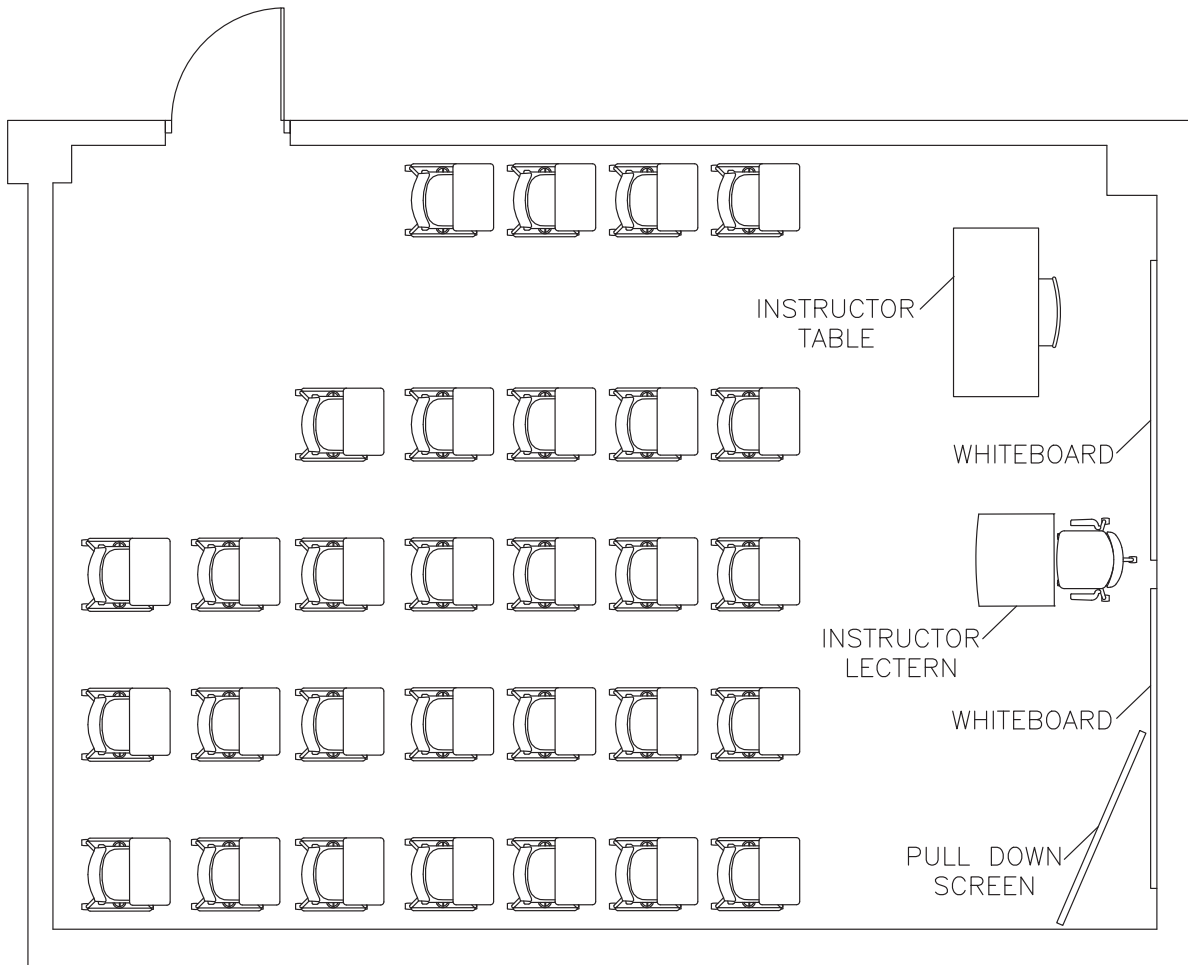 INSTRUCTOR
TABLE
WHITEBOARD
INSTRUCTOR
LECTERN
WHITEBOARD
PULL DOWN
SCREEN